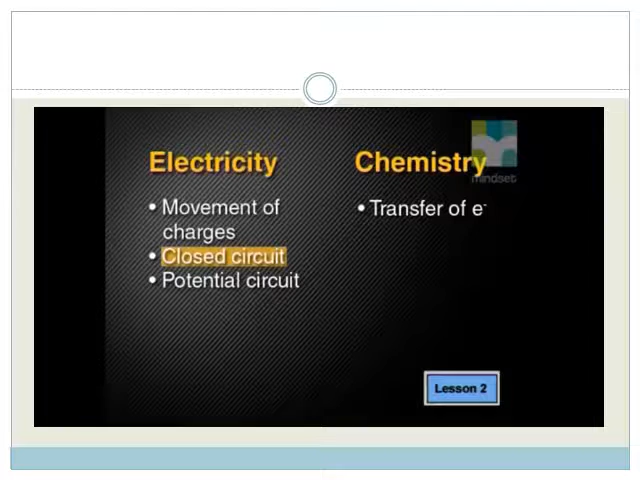 Electricity
• Movement of
charges
• Closed circuit
• Potential circuit
Chemistry
• Transfer of e⁻
mindset
Lesson 2